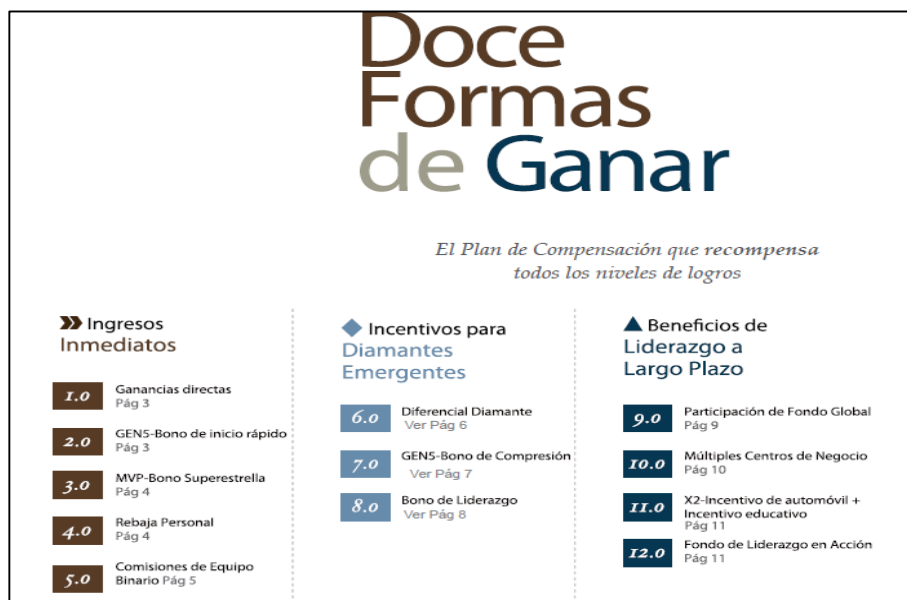 Doce
Formas
de Ganar
El Plan de Compensación que recompensa
todos los niveles de logros
Ingresos
Inmediatos
1.0 Ganancias directas
Pág 3
2.0 GEN5-Bono de inicio rápido
Pág 3
3.0 MVP-Bono Superestrella
Pág 4
4.0 Rebaja Personal
Pág 4
5.0 Comisiones de Equipo
Binario Pág 5
Incentivos para
Diamantes
Emergentes
6.0 Diferencial Diamante
Ver Pág 6
7.0 GEN5-Bono de Compresión
Ver Pág 7
8.0 Bono de Liderazgo
Ver Pág 8
Beneficios de
Liderazgo a
Largo Plazo
9.0 Participación de Fondo Global
Pág 9
10.0 Múltiples Centros de Negocio
Pág 10
11.0 X2-Incentivo de automóvil +
Incentivo educativo
Pág 11
12.0 Fondo de Liderazgo en Acción
Pág 11